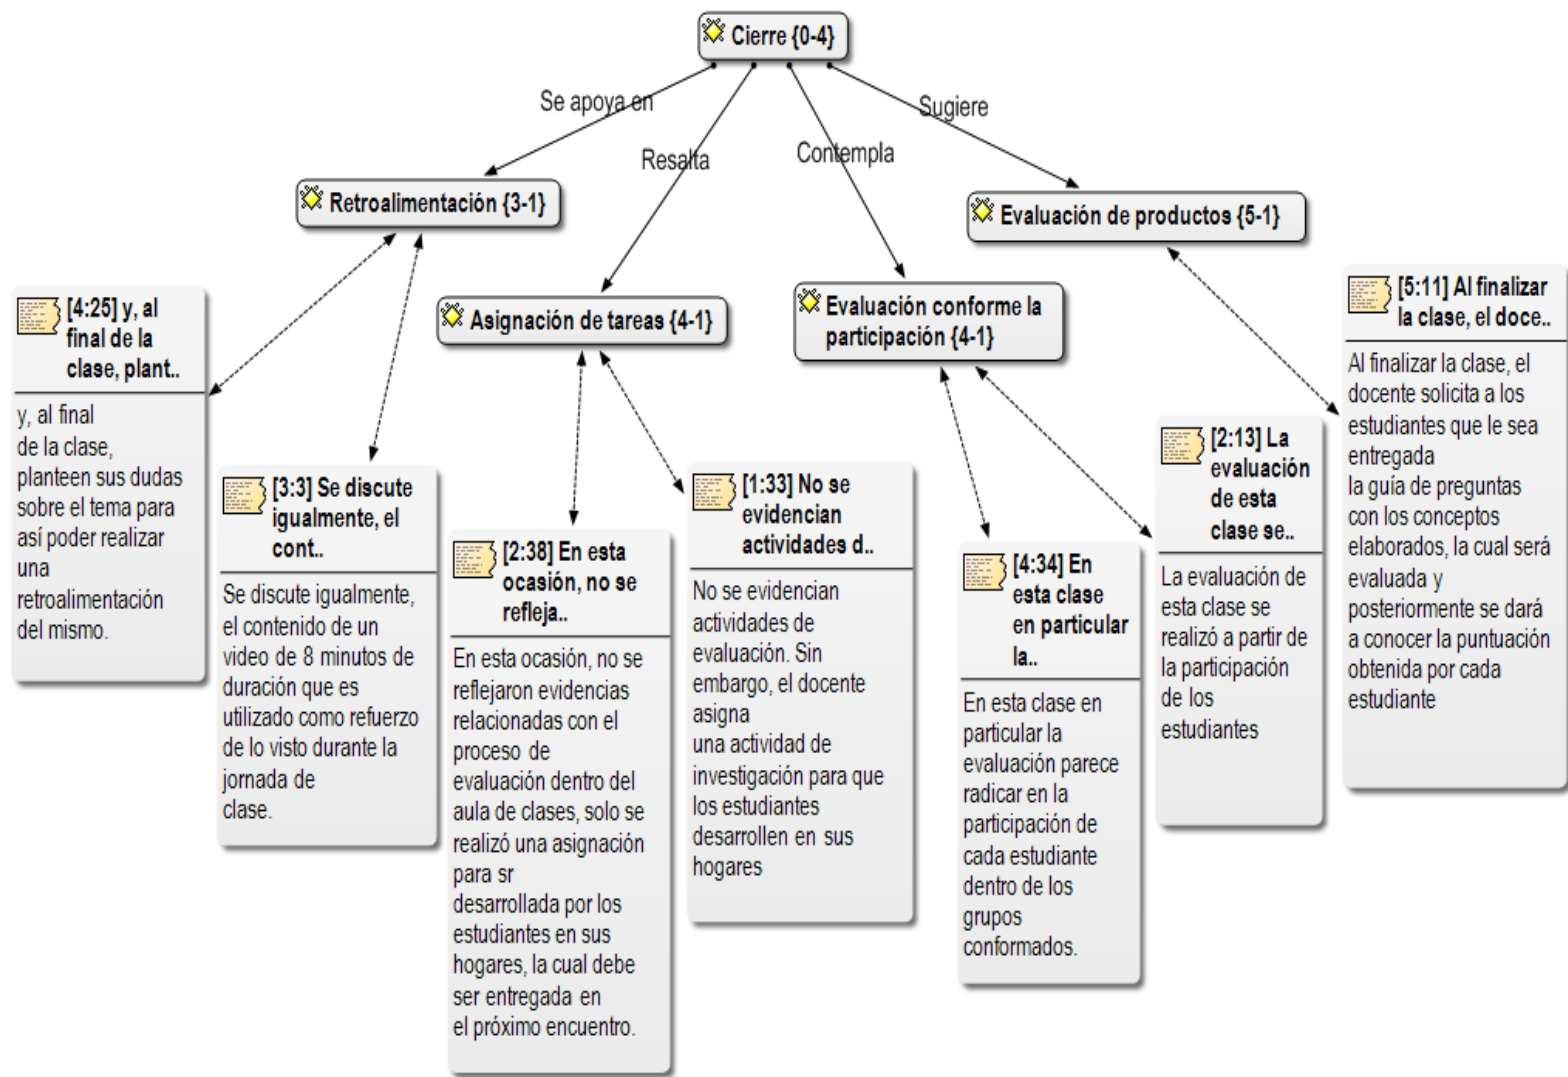 Cierre {0-4}
Se apoya en
Resalta
Contempla
Sugiere
Retroalimentación {3-1}
Asignación de tareas {4-1}
Evaluación conforme la
participación {4-1}
Evaluación de productos {5-1}
[4:25] y, al
final de la
clase, plant..
y, al final
de la clase,
planteen sus dudas
sobre el tema para
así poder realizar
una
retroalimentación
del mismo.
[3:3] Se discute
igualmente, el
cont..
Se discute igualmente,
el contenido de un
video de 8 minutos de
duración que es
utilizado como refuerzo
de lo visto durante la
jornada de
clase.
[2:38] En esta
ocasión, no se
refleja..
En esta ocasión, no se
reflejaron evidencias
relacionadas con el
proceso de
evaluación dentro del
aula de clases, solo se
realizó una asignación
para sr
desarrollada por los
estudiantes en sus
hogares, la cual debe
ser entregada en
el próximo encuentro.
[1:33] No se
evidencian
actividades d..
No se evidencian
actividades de
evaluación. Sin
embargo, el docente
asigna
una actividad de
investigación para que
los estudiantes
desarrollen en sus
hogares
[4:34] En
esta clase
en particular
la..
En esta clase en
particular la
evaluación parece
radicar en la
participación de
cada estudiante
dentro de los
grupos
conformados.
[2:13] La
evaluación
de esta
clase se..
La evaluación de
esta clase se
realizó a partir de
la participación
de los
estudiantes
[5:11] Al finalizar
la clase, el doce..
Al finalizar la clase, el
docente solicita a los
estudiantes que le sea
entregada
la guía de preguntas
con los conceptos
elaborados, la cual será
evaluada y
posteriormente se dará
a conocer la puntuación
obtenida por cada
estudiante